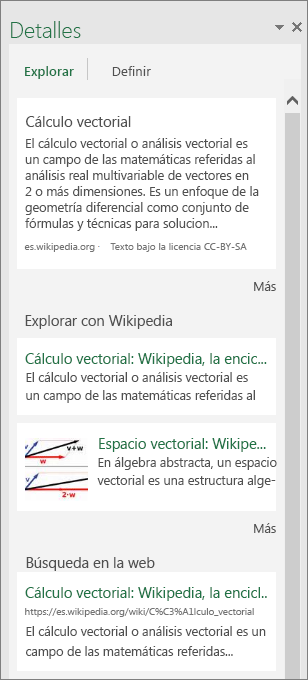 Detalles
Explorar Definir
Cálculo vectorial
El cálculo vectorial o análisis vectorial es
un campo de las matemáticas referidas al
análisis real multivariable de vectores en
2 o más dimensiones. Es un enfoque de la
geometría diferencial como conjunto de
fórmulas y técnicas para solucion...
es.wikipedia.org · Texto bajo la licencia CC-BY-SA
Más
Explorar con Wikipedia
Cálculo vectorial: Wikipedia, la encic...
El cálculo vectorial o análisis vectorial es
un campo de las matemáticas referidas al
v v+w
w
v
2·w
Espacio vectorial: Wikipe...
En álgebra abstracta, un espacio
vectorial es una estructura alge-
Más
Búsqueda en la web
Cálculo vectorial: Wikipedia, la encicl..
https://es.wikipedia.org/wiki/C%C3%A1lculo_vectorial
El cálculo vectorial o análisis vectorial es un
campo de las matemáticas referidas...